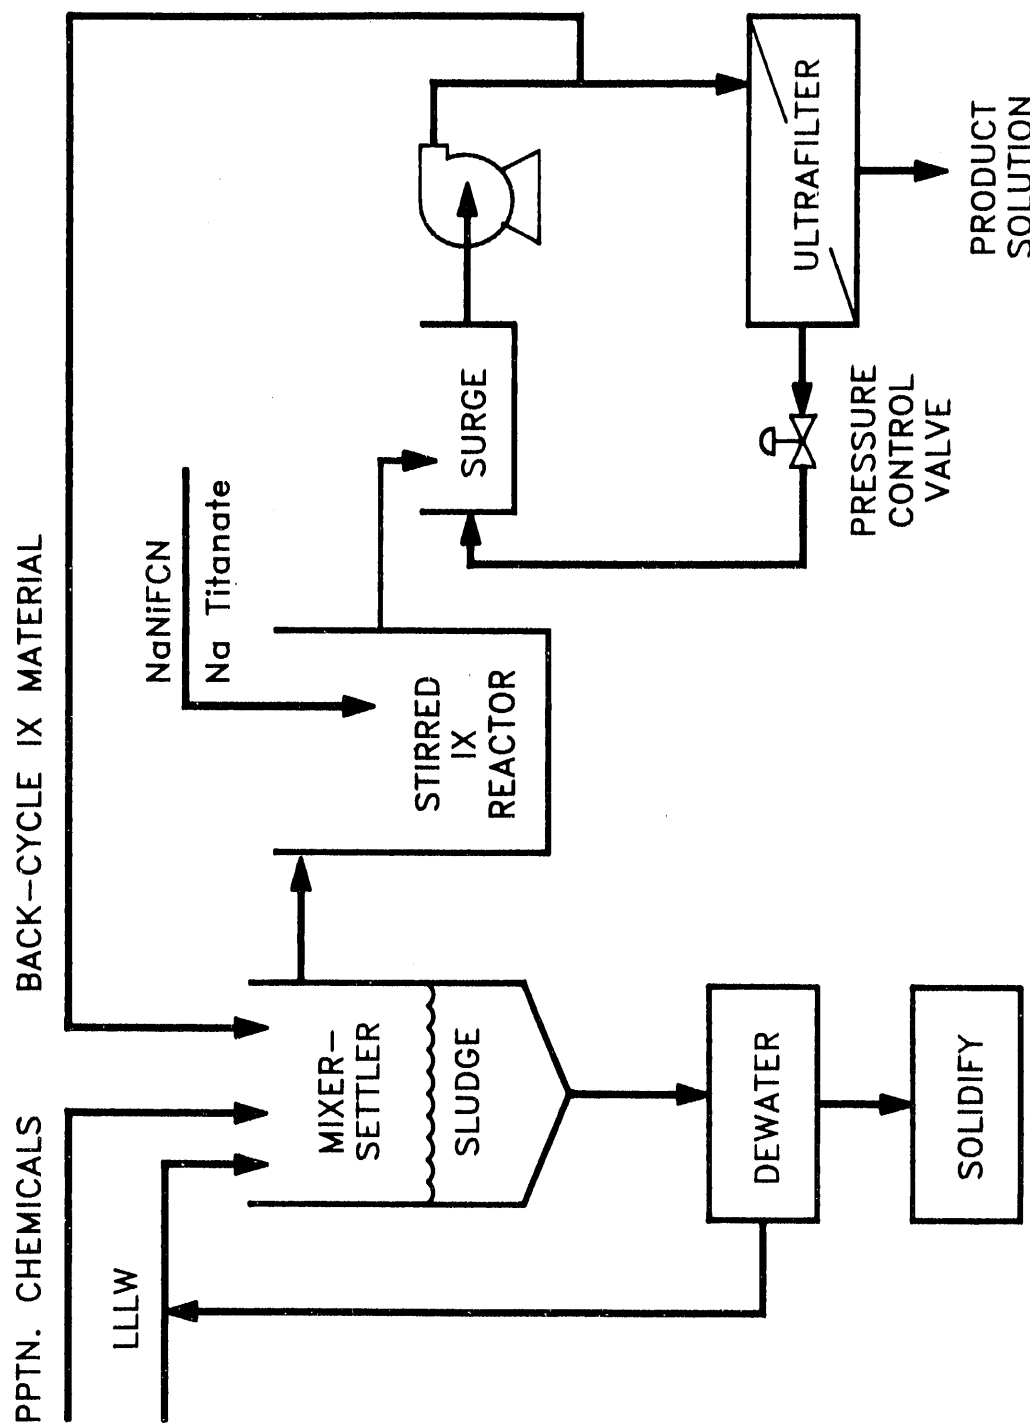 PPTN. CHEMICALS
BACK-CYCLE IX MATERIAL
LLLW
NaNiFCN
Na Titanate
MIXER-
SETTLER
SLUDGE
STIRRED
IX
REACTOR
SURGE
DEWATER
SOLIDIFY
PRESSURE
CONTROL
VALVE
ULTRAFILTER
PRODUCT
SOLUTION